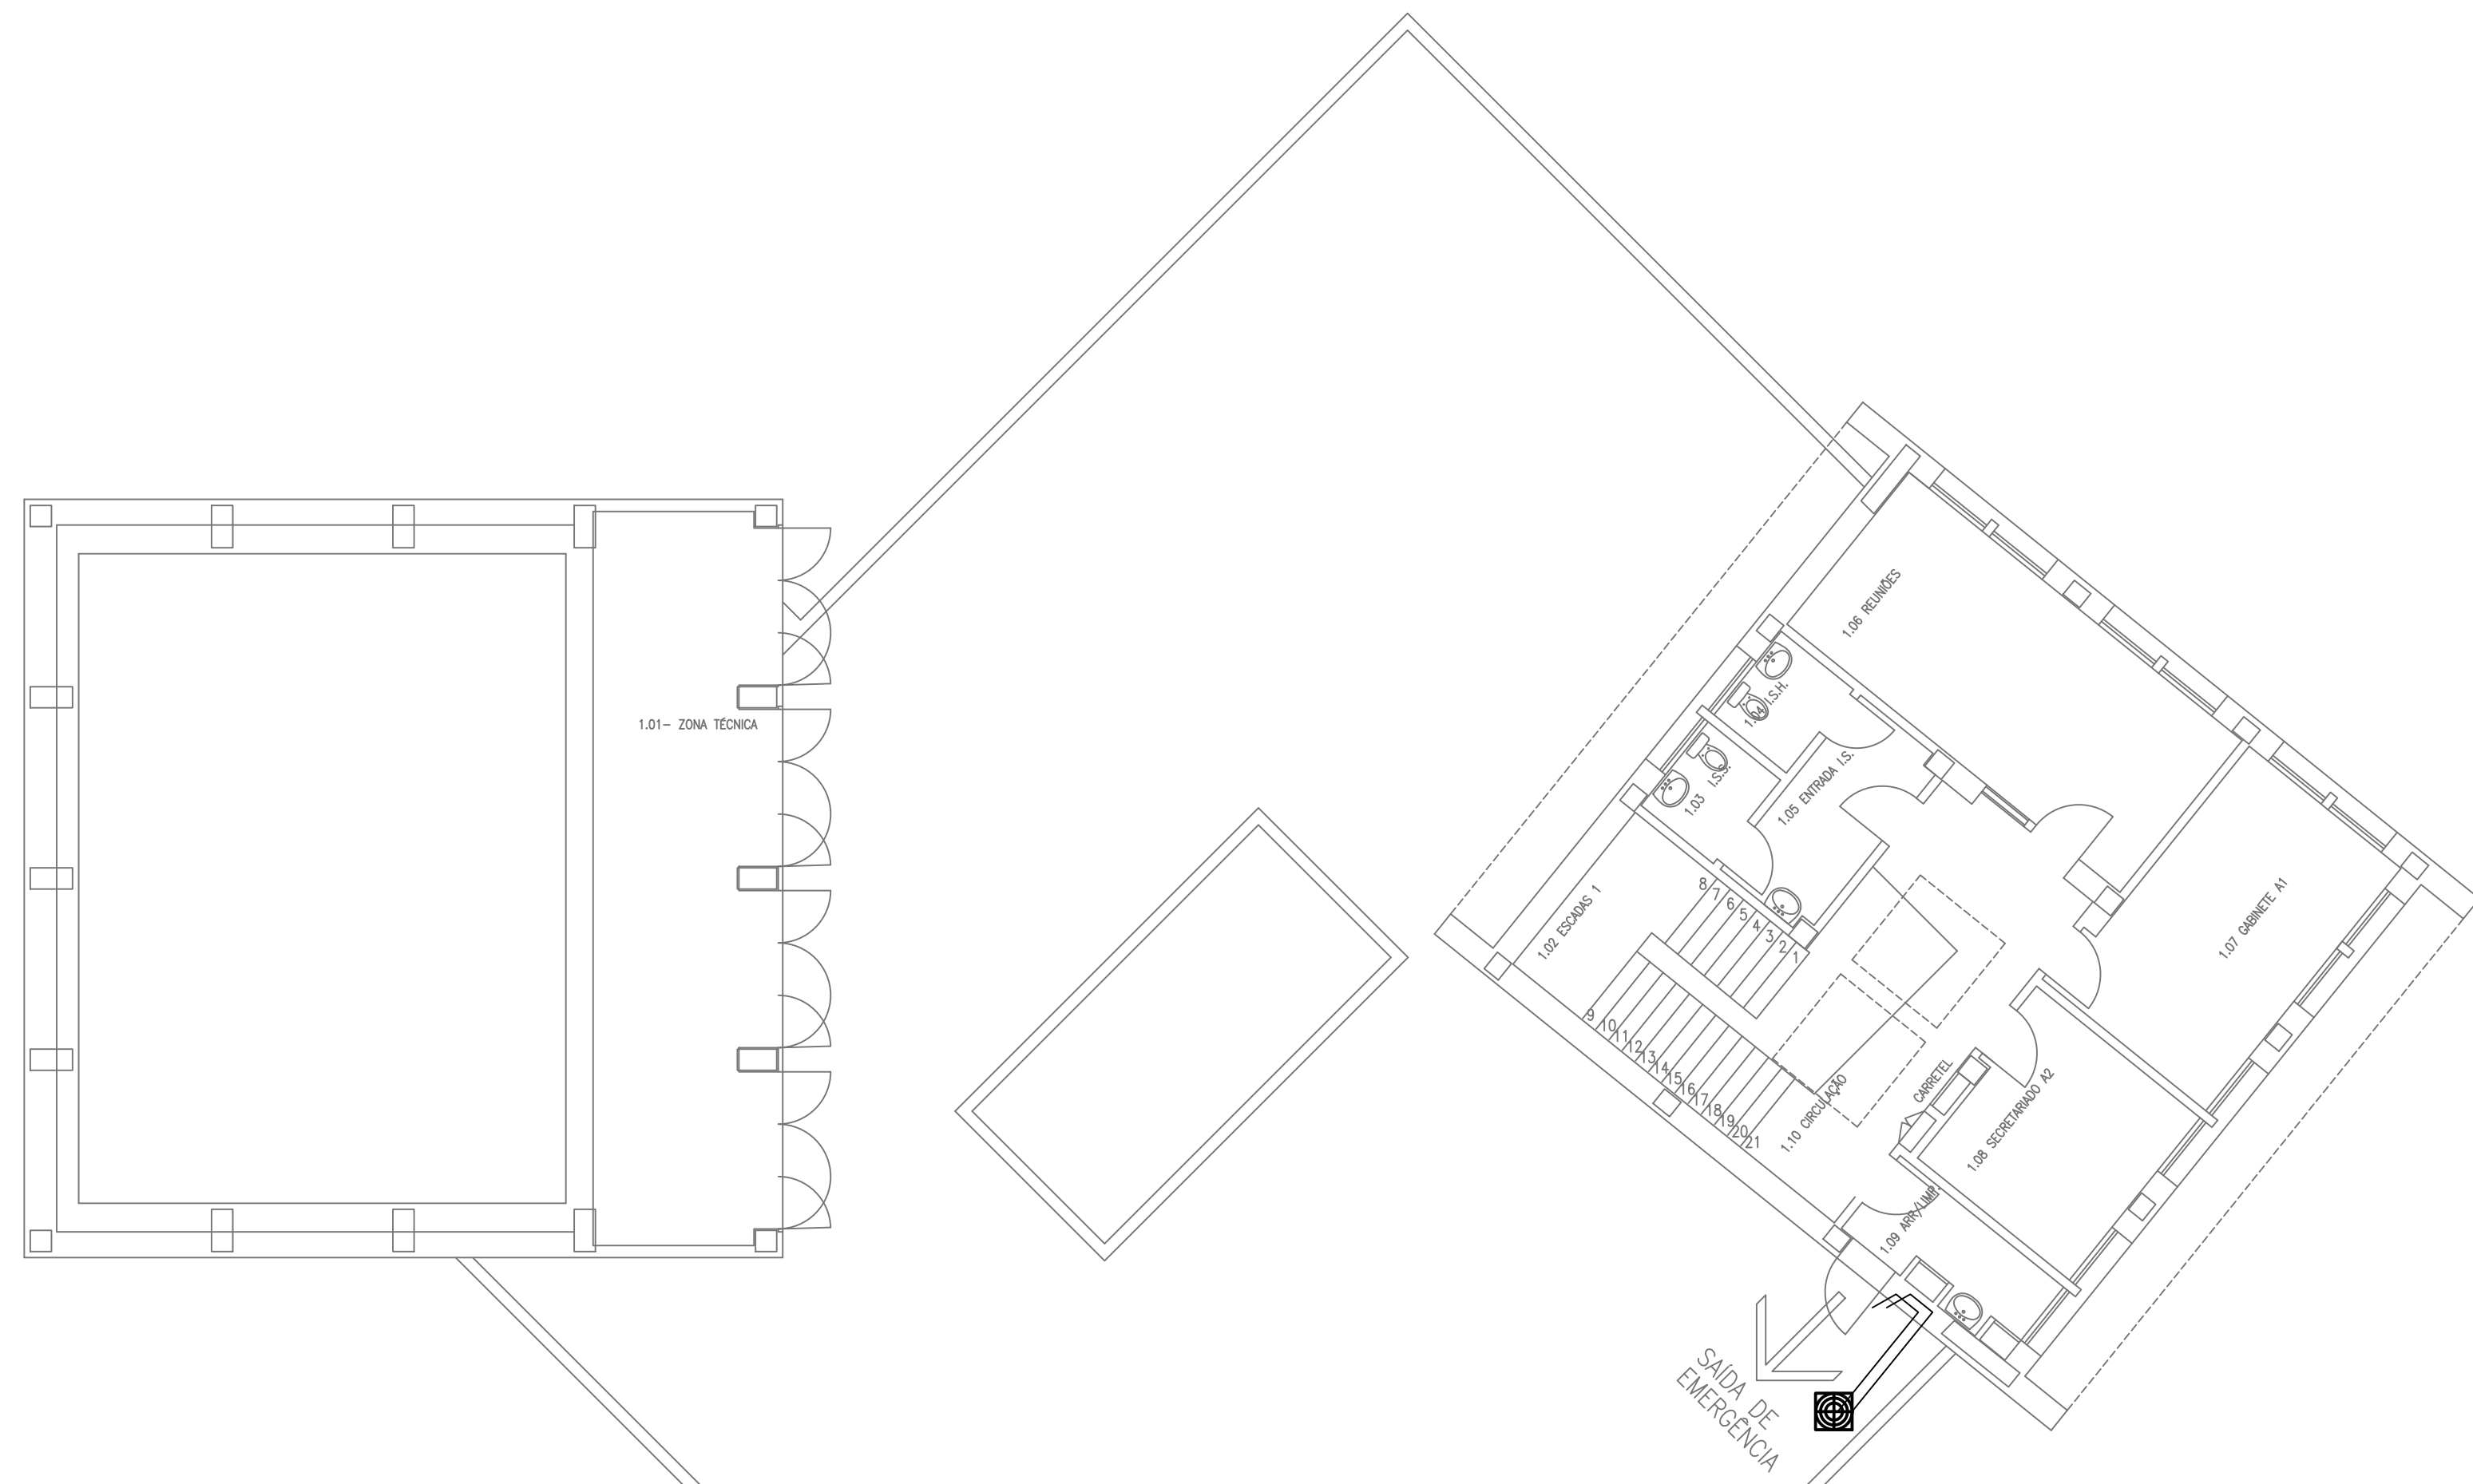 1.01- ZONA TÉCNICA
1.06 REUNIÕES
1.04 I.S.H.
1.03 I.S.S.
1.05 ENTRADA I.S.
1.02 ESCADAS 1
1.07 GABINETE A1
8
7
6
5
4
3
2
1
9
10
11
12
13
14
15
16
17
18
19
20
21
1.10 CIRCULAÇÃO
CARRETEL
1.08 SECRETARIADO A2
1.09 ARR/LIMP.
SAÍDA DE
EMERGÊNCIA